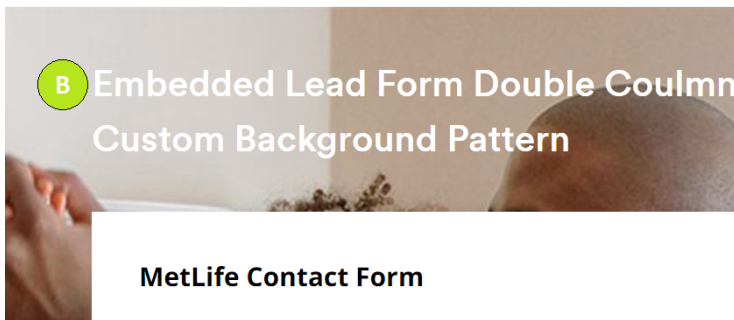 B
Embedded Lead Form Double Coulmn
Custom Background Pattern
MetLife Contact Form